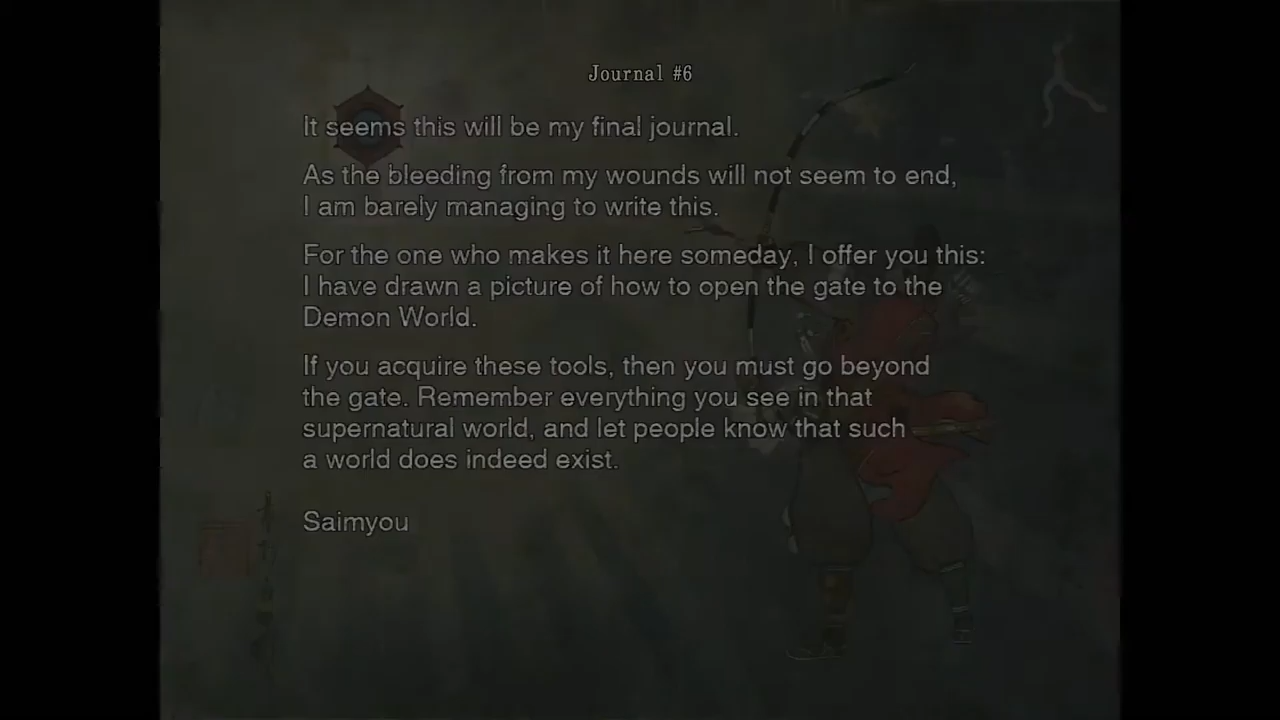 Journal #6
It seems this will be my final journal.
As the bleeding from my wounds will not seem to end,
I am barely managing to write this.
For the one who makes it here someday, I offer you this:
I have drawn a picture of how to open the gate to the
Demon World.
If you acquire these tools, then you must go beyond
the gate. Remember everything you see in that
supernatural world, and let people know that such
a world does indeed exist.
Saimyou